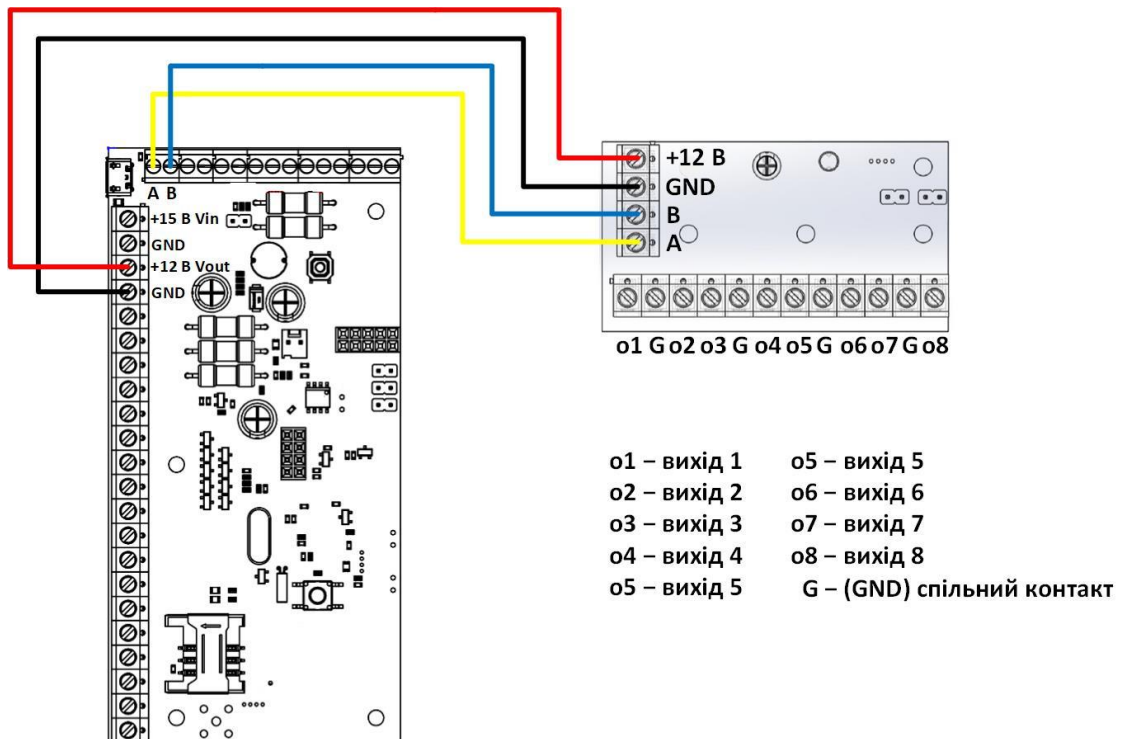 +12 В
GND
B
A
A B
+15 В Vin
GND
+12 В Vout
GND
o1 G o2 o3 G o4 o5 G o6 o7 G o8
o1 – вихід 1 o5 – вихід 5
o2 – вихід 2 o6 – вихід 6
o3 – вихід 3 o7 – вихід 7
o4 – вихід 4 o8 – вихід 8
o5 – вихід 5 G – (GND) спільний контакт